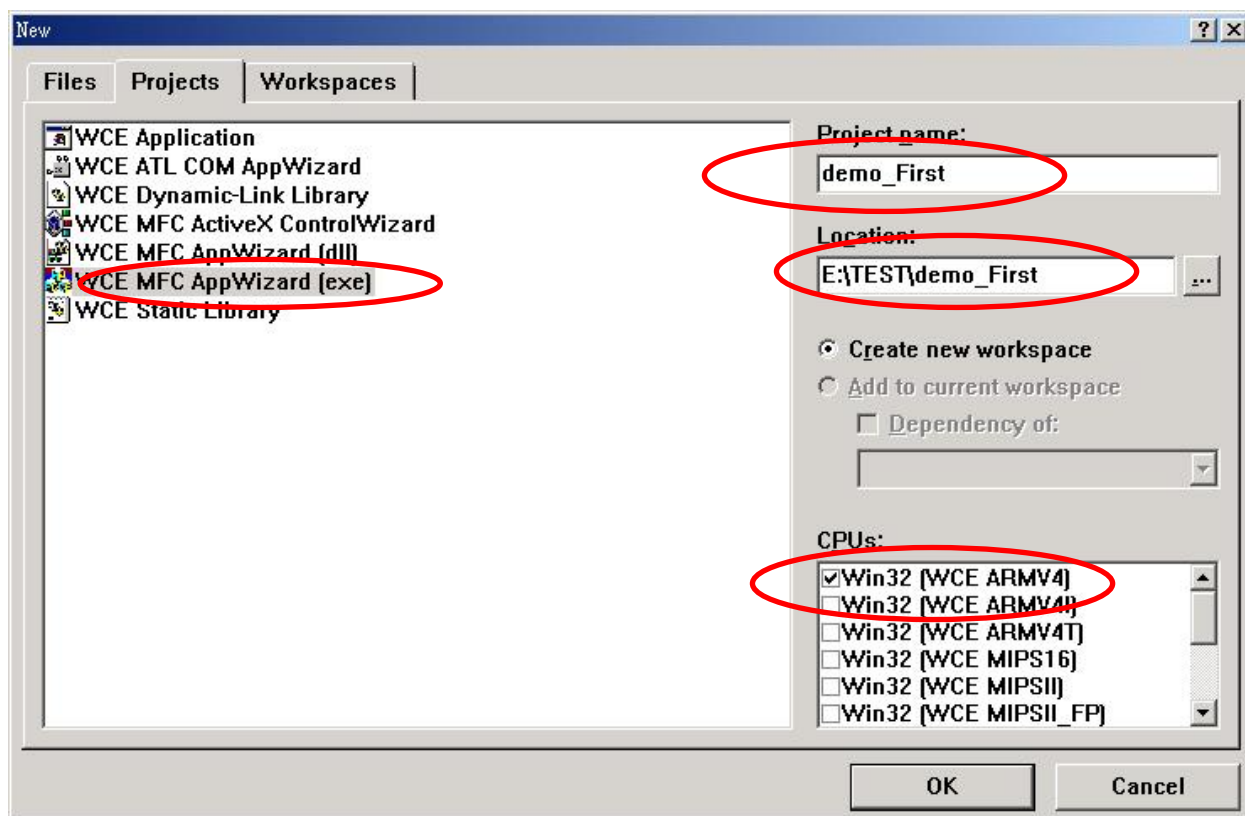 New
Files Projects Workspaces
WCE Application
WCE ATL COM AppWizard
WCE Dynamic-Link Library
WCE MFC ActiveX ControlWizard
WCE MFC AppWizard (dll)
WCE MFC AppWizard (exe)
WCE Static Library
Project name:
demo_First
Location:
E:\TEST\demo_First
...
Create new workspace
Add to current workspace
Dependency of:
CPUs:
Win32 (WCE ARMV4)
Win32 (WCE ARMV4I)
Win32 (WCE ARMV4T)
Win32 (WCE MIPS16)
Win32 (WCE MIPSII)
Win32 (WCE MIPSII_FP)
OK Cancel